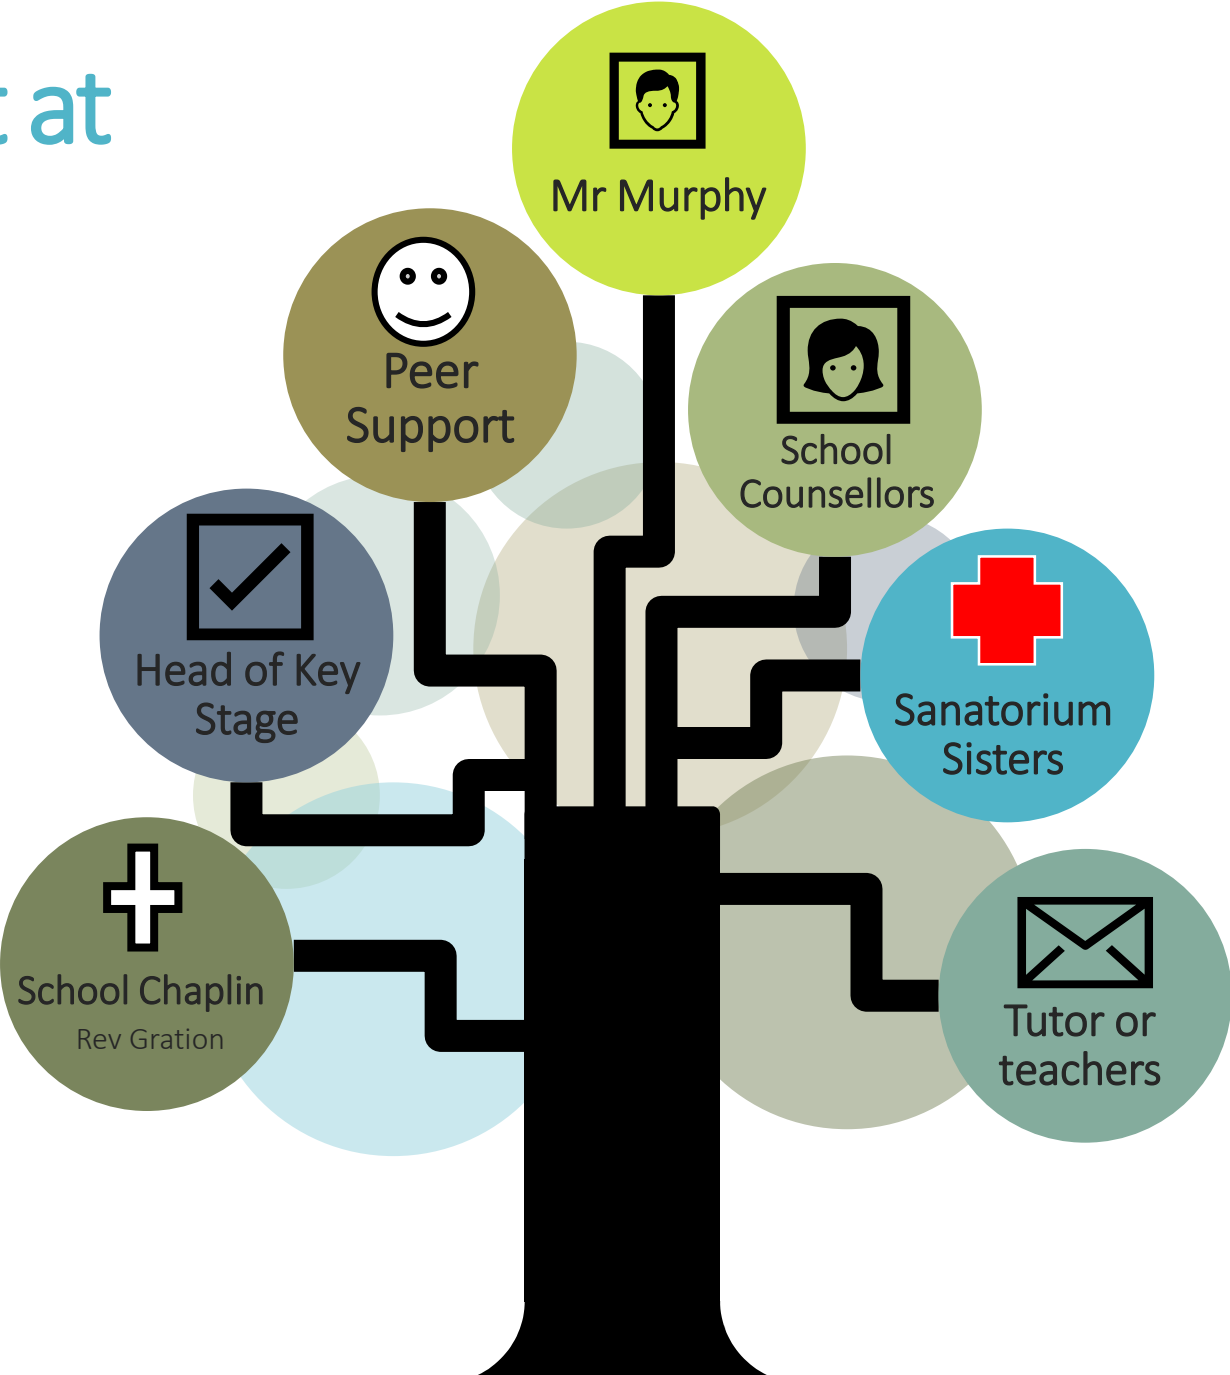 at
Mr Murphy
Peer
Support
School
Counsellors
Head of Key
Stage
Sanatorium
Sisters
School Chaplin
Rev Gration
Tutor or
teachers